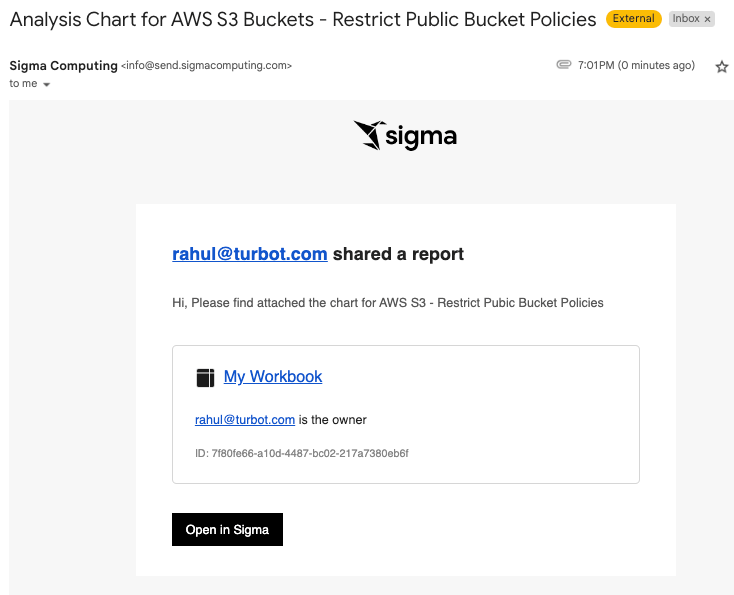 Analysis Chart for AWS S3 Buckets - Restrict Public Bucket Policies External Inbox ×
Sigma Computing <info@send.sigmacomputing.com> 7:01PM (0 minutes ago)
to me
sigma
rahul@turbot.com shared a report
Hi, Please find attached the chart for AWS S3 - Restrict Pubic Bucket Policies
My Workbook
rahul@turbot.com is the owner
ID: 7f80fe66-a10d-4487-bc02-217a7380eb6f
Open in Sigma